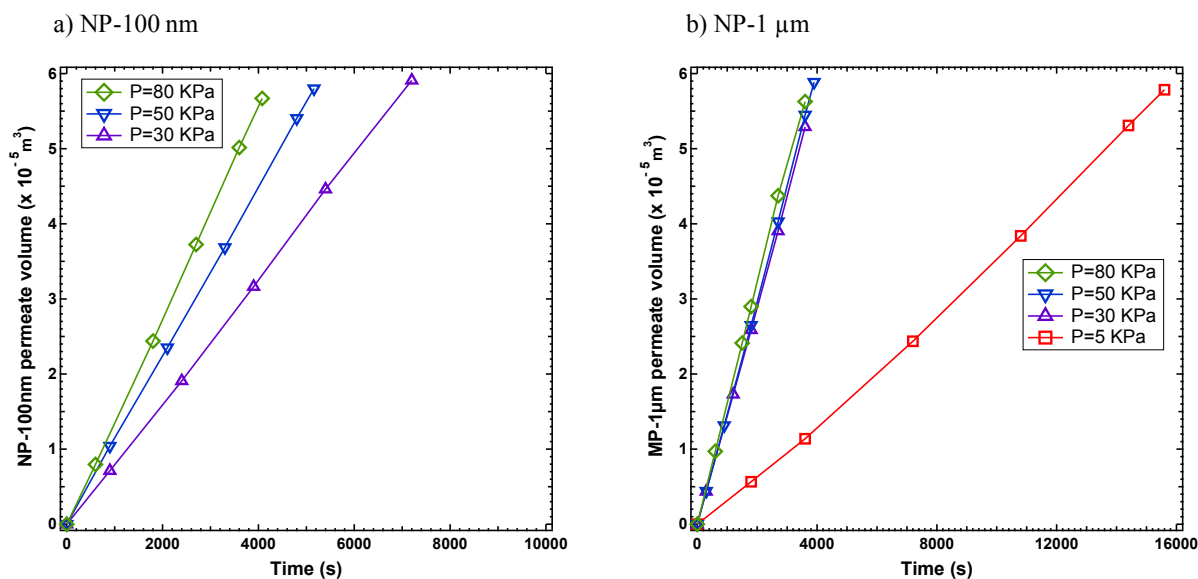 a) NP-100 nm
b) NP-1 µm
NP-100nm permeate volume (x 10⁻⁵ m³)
6
5
4
3
2
1
0
P=80 KPa
P=50 KPa
P=30 KPa
0 2000 4000 6000 8000 10000
Time (s)
MP-1µm permeate volume (x 10⁻⁵ m³)
6
5
4
3
2
1
0
P=80 KPa
P=50 KPa
P=30 KPa
P=5 KPa
0 4000 8000 12000 16000
Time (s)